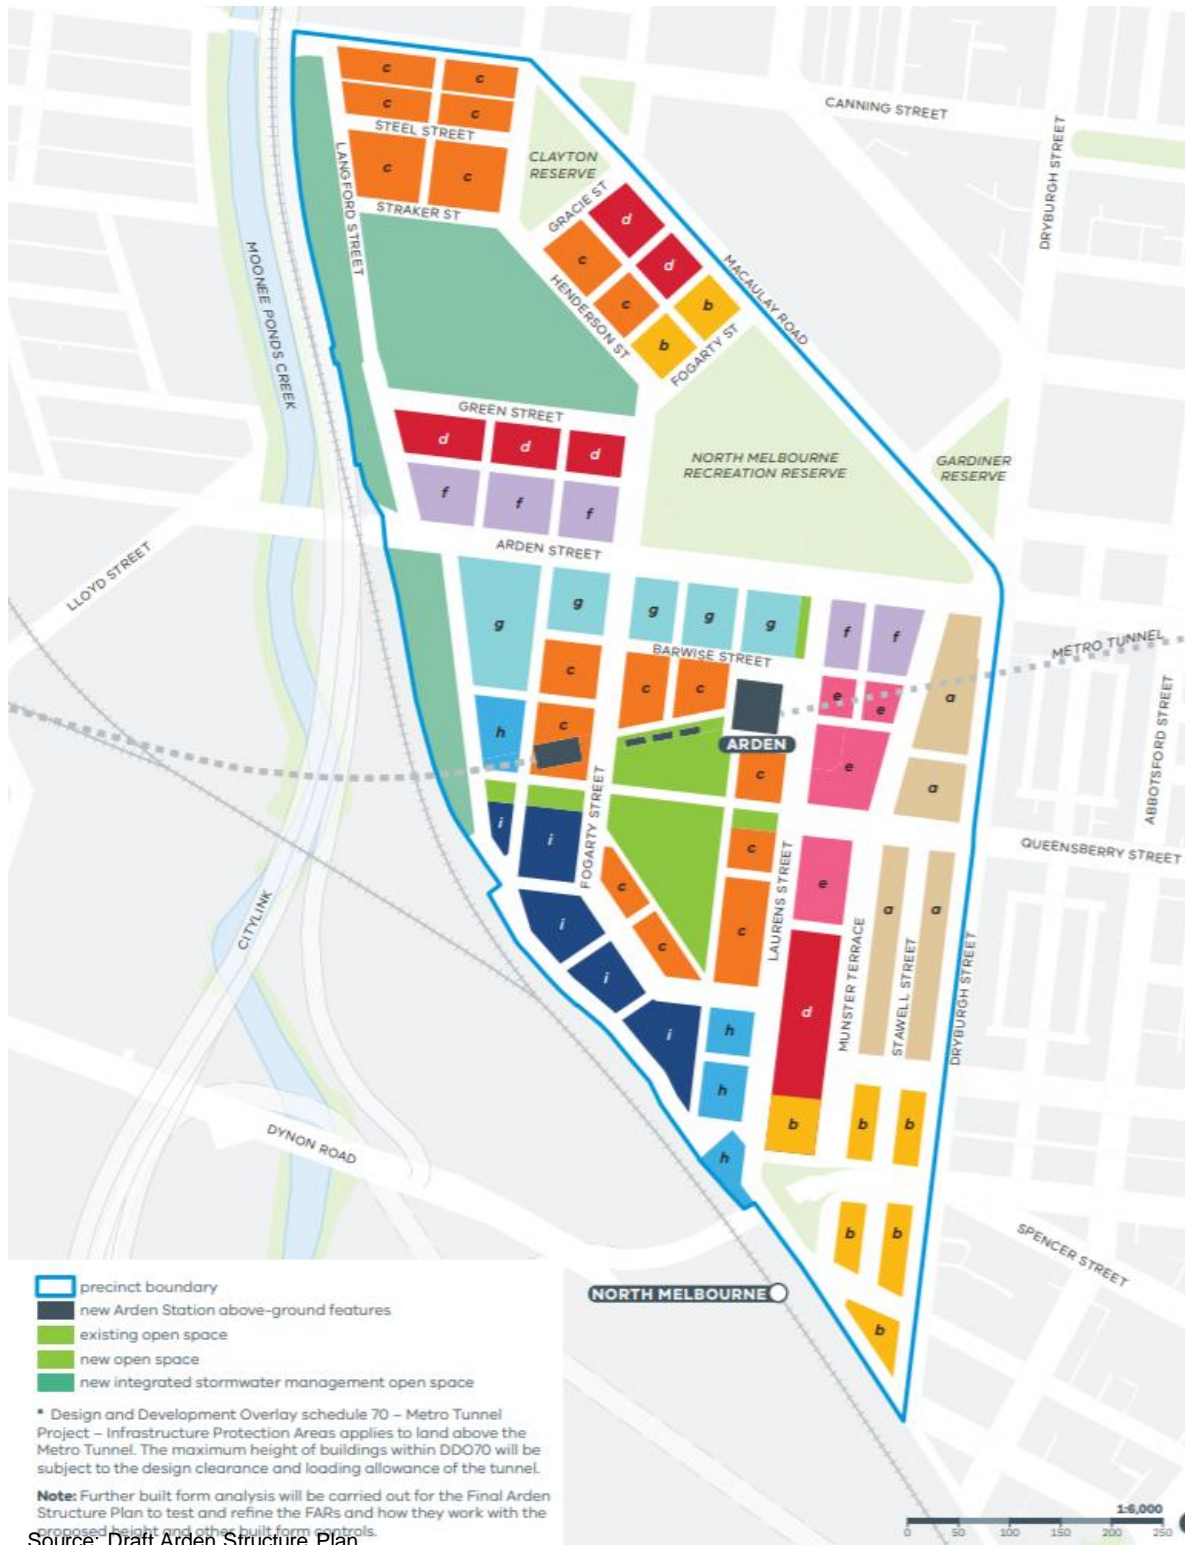 CANNING STREET
DRYBURGH STREET
c
c
c
c
STEEL STREET
c
c
STRAKER ST
LANGFORD STREET
CLAYTON
RESERVE
GRACIE ST
d
c
d
c
b
b
HENDERSON ST
FOGARTY ST
MACAULAY ROAD
MOONEE PONDS CREEK
GREEN STREET
d
d
d
f
f
f
NORTH MELBOURNE
RECREATION RESERVE
GARDINER
RESERVE
ARDEN STREET
LLOYD STREET
g
g
g
g
g
f
f
BARWISE STREET
METRO TUNNEL
c
c
c
e
e
a
h
c
ARDEN
c
e
a
ABBOTSFORD STREET
i
i
FOGARTY STREET
c
QUEENSBERRY STREET
c
c
c
LAURENS STREET
e
a
a
CITYLINK
i
i
i
d
MUNSTER TERRACE
STAWELL STREET
DRYBURGH STREET
h
h
h
b
b
b
DYNON ROAD
b
b
b
SPENCER STREET
NORTH MELBOURNE
precinct boundary
new Arden Station above-ground features
existing open space
new open space
new integrated stormwater management open space
* Design and Development Overlay schedule 70 – Metro Tunnel
Project – Infrastructure Protection Areas applies to land above the
Metro Tunnel. The maximum height of buildings within DDO70 will be
subject to the design clearance and loading allowance of the tunnel.
Note: Further built form analysis will be carried out for the Final Arden
Structure Plan to test and refine the FARs and how they work with the
proposed height and other built form controls.
Source: Draft Arden Structure Plan
1:6,000
0 50 100 150 200 250